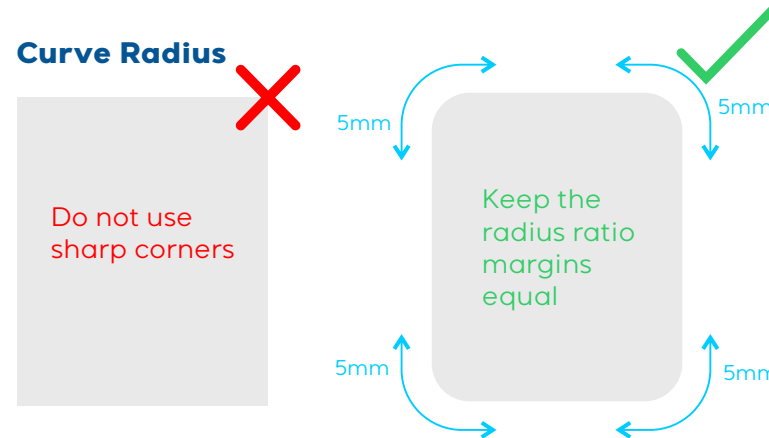 Curve Radius
Do not use
sharp corners
5mm
5mm
Keep the
radius ratio
margins
equal
5mm
5mm